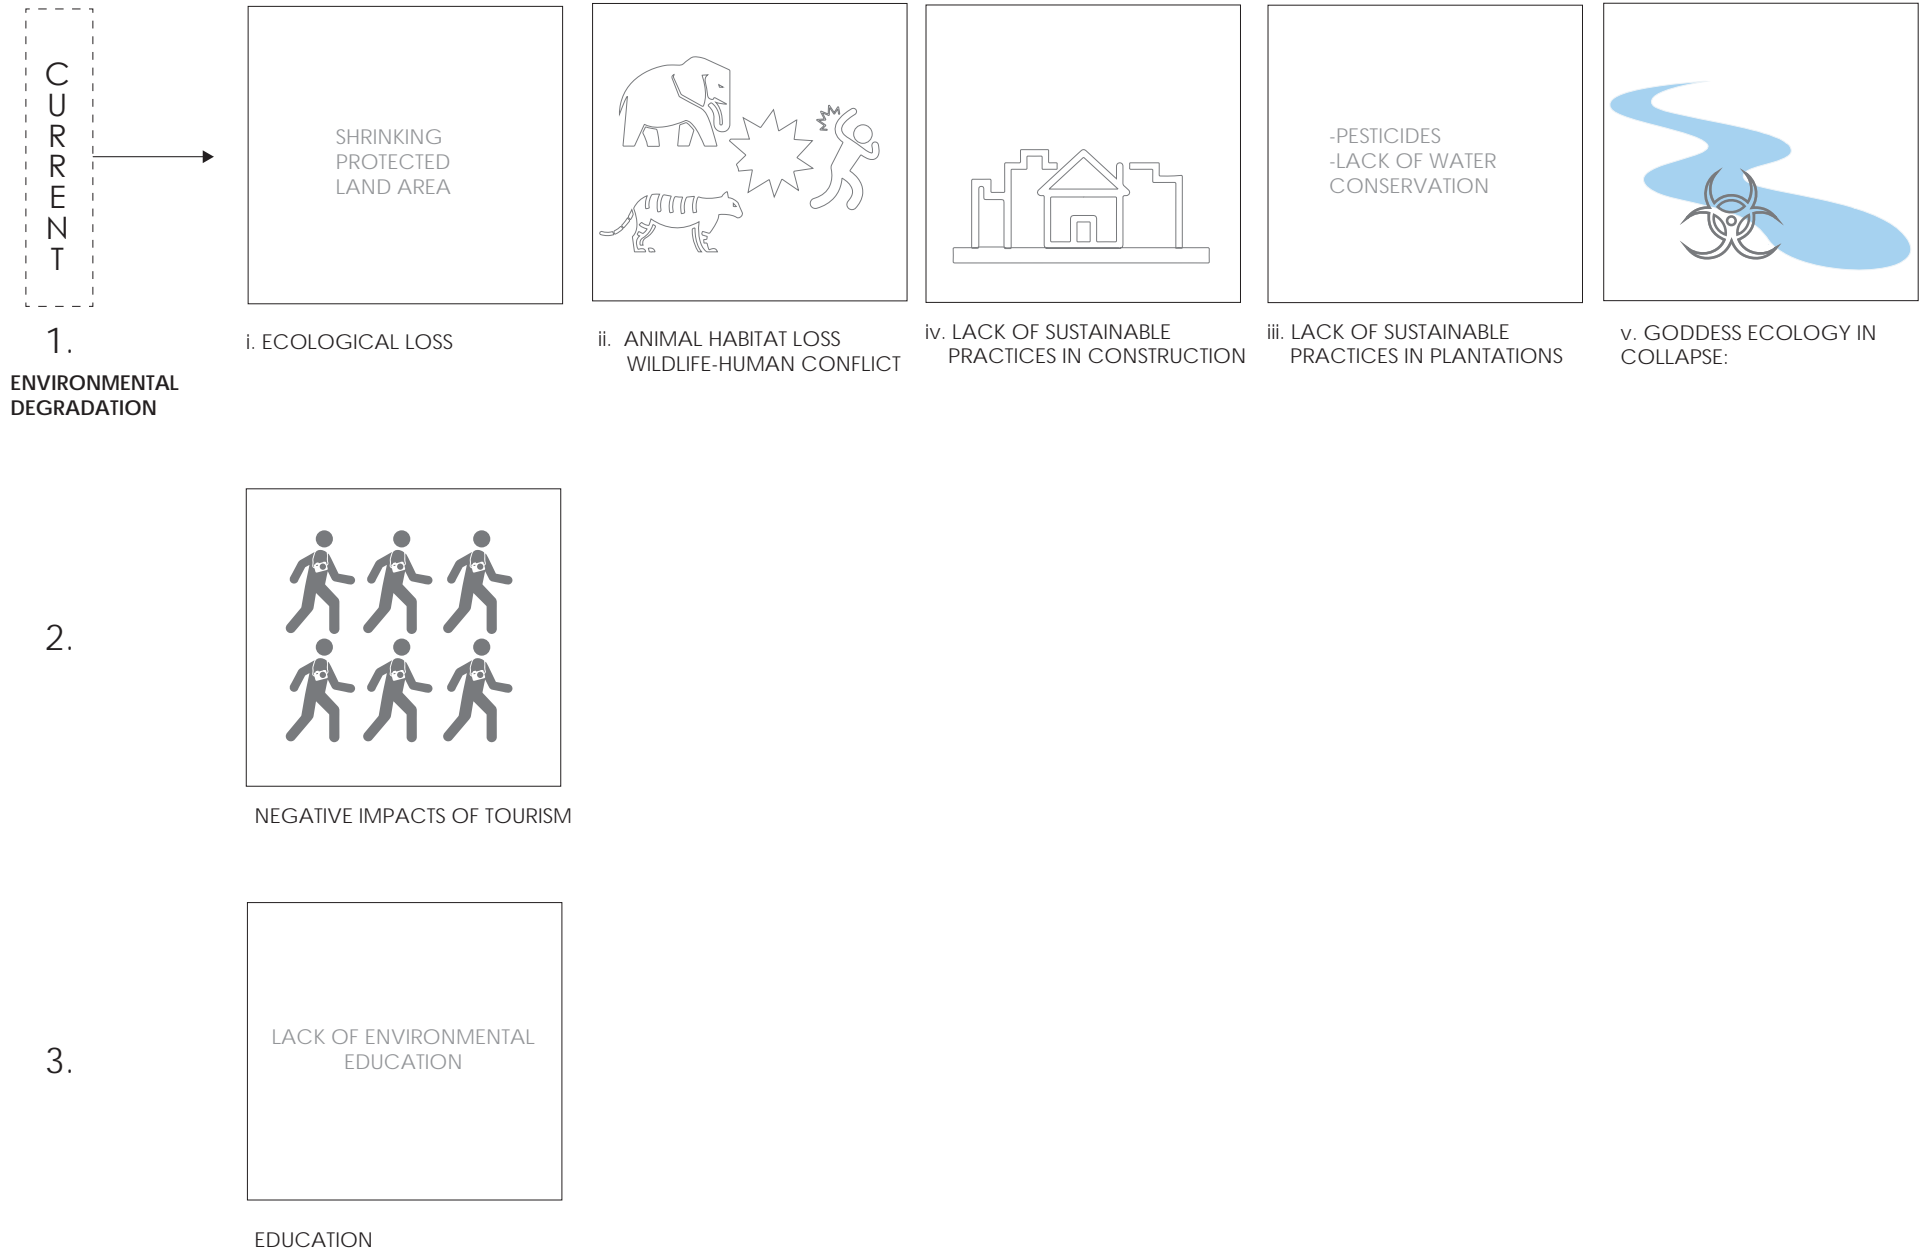 CURRENT
SHRINKING
PROTECTED
LAND AREA
-PESTICIDES
-LACK OF WATER
CONSERVATION
1.
ENVIRONMENTAL
DEGRADATION
i. ECOLOGICAL LOSS
ii. ANIMAL HABITAT LOSS
WILDLIFE-HUMAN CONFLICT
iv. LACK OF SUSTAINABLE
PRACTICES IN CONSTRUCTION
iii. LACK OF SUSTAINABLE
PRACTICES IN PLANTATIONS
v. GODDESS ECOLOGY IN
COLLAPSE:
2.
NEGATIVE IMPACTS OF TOURISM
3.
LACK OF ENVIRONMENTAL
EDUCATION
EDUCATION